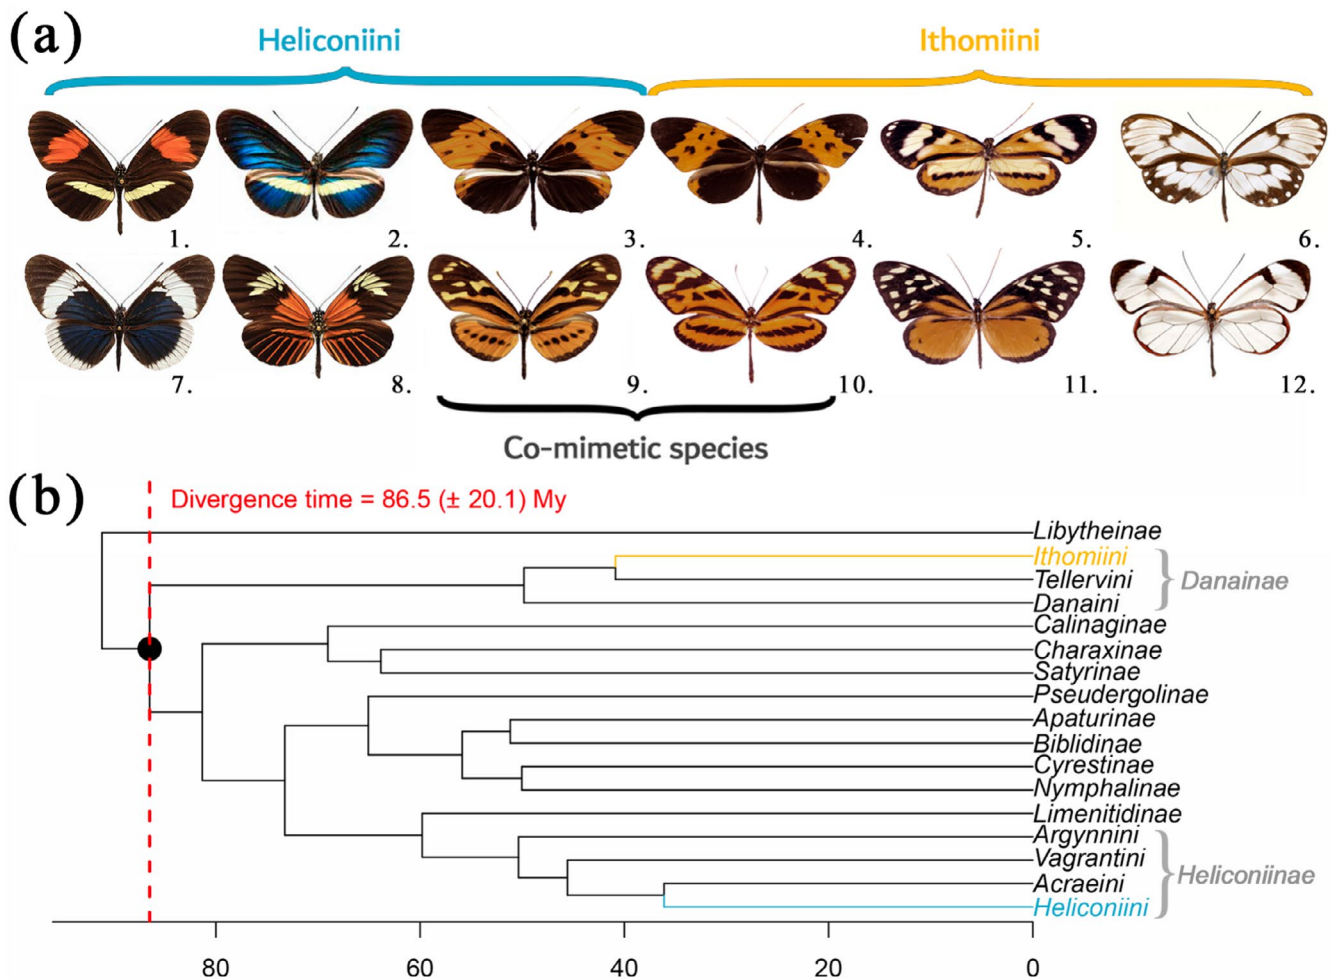 (a)
Heliconiini
Ithomiini
1.
2.
3.
4.
5.
6.
7.
8.
9.
10.
11.
12.
Co-mimetic species
(b)
Divergence time = 86.5 (± 20.1) My
Libytheinae
Ithomiini
Tellervini
Danaini
Danainae
Calinaginae
Charaxinae
Satyrinae
Pseudergolinae
Apaturinae
Biblidinae
Cyrestinae
Nymphalinae
Limenitidinae
Argynnini
Vagrantini
Acraeini
Heliconiini
Heliconiinae
80 60 40 20 0